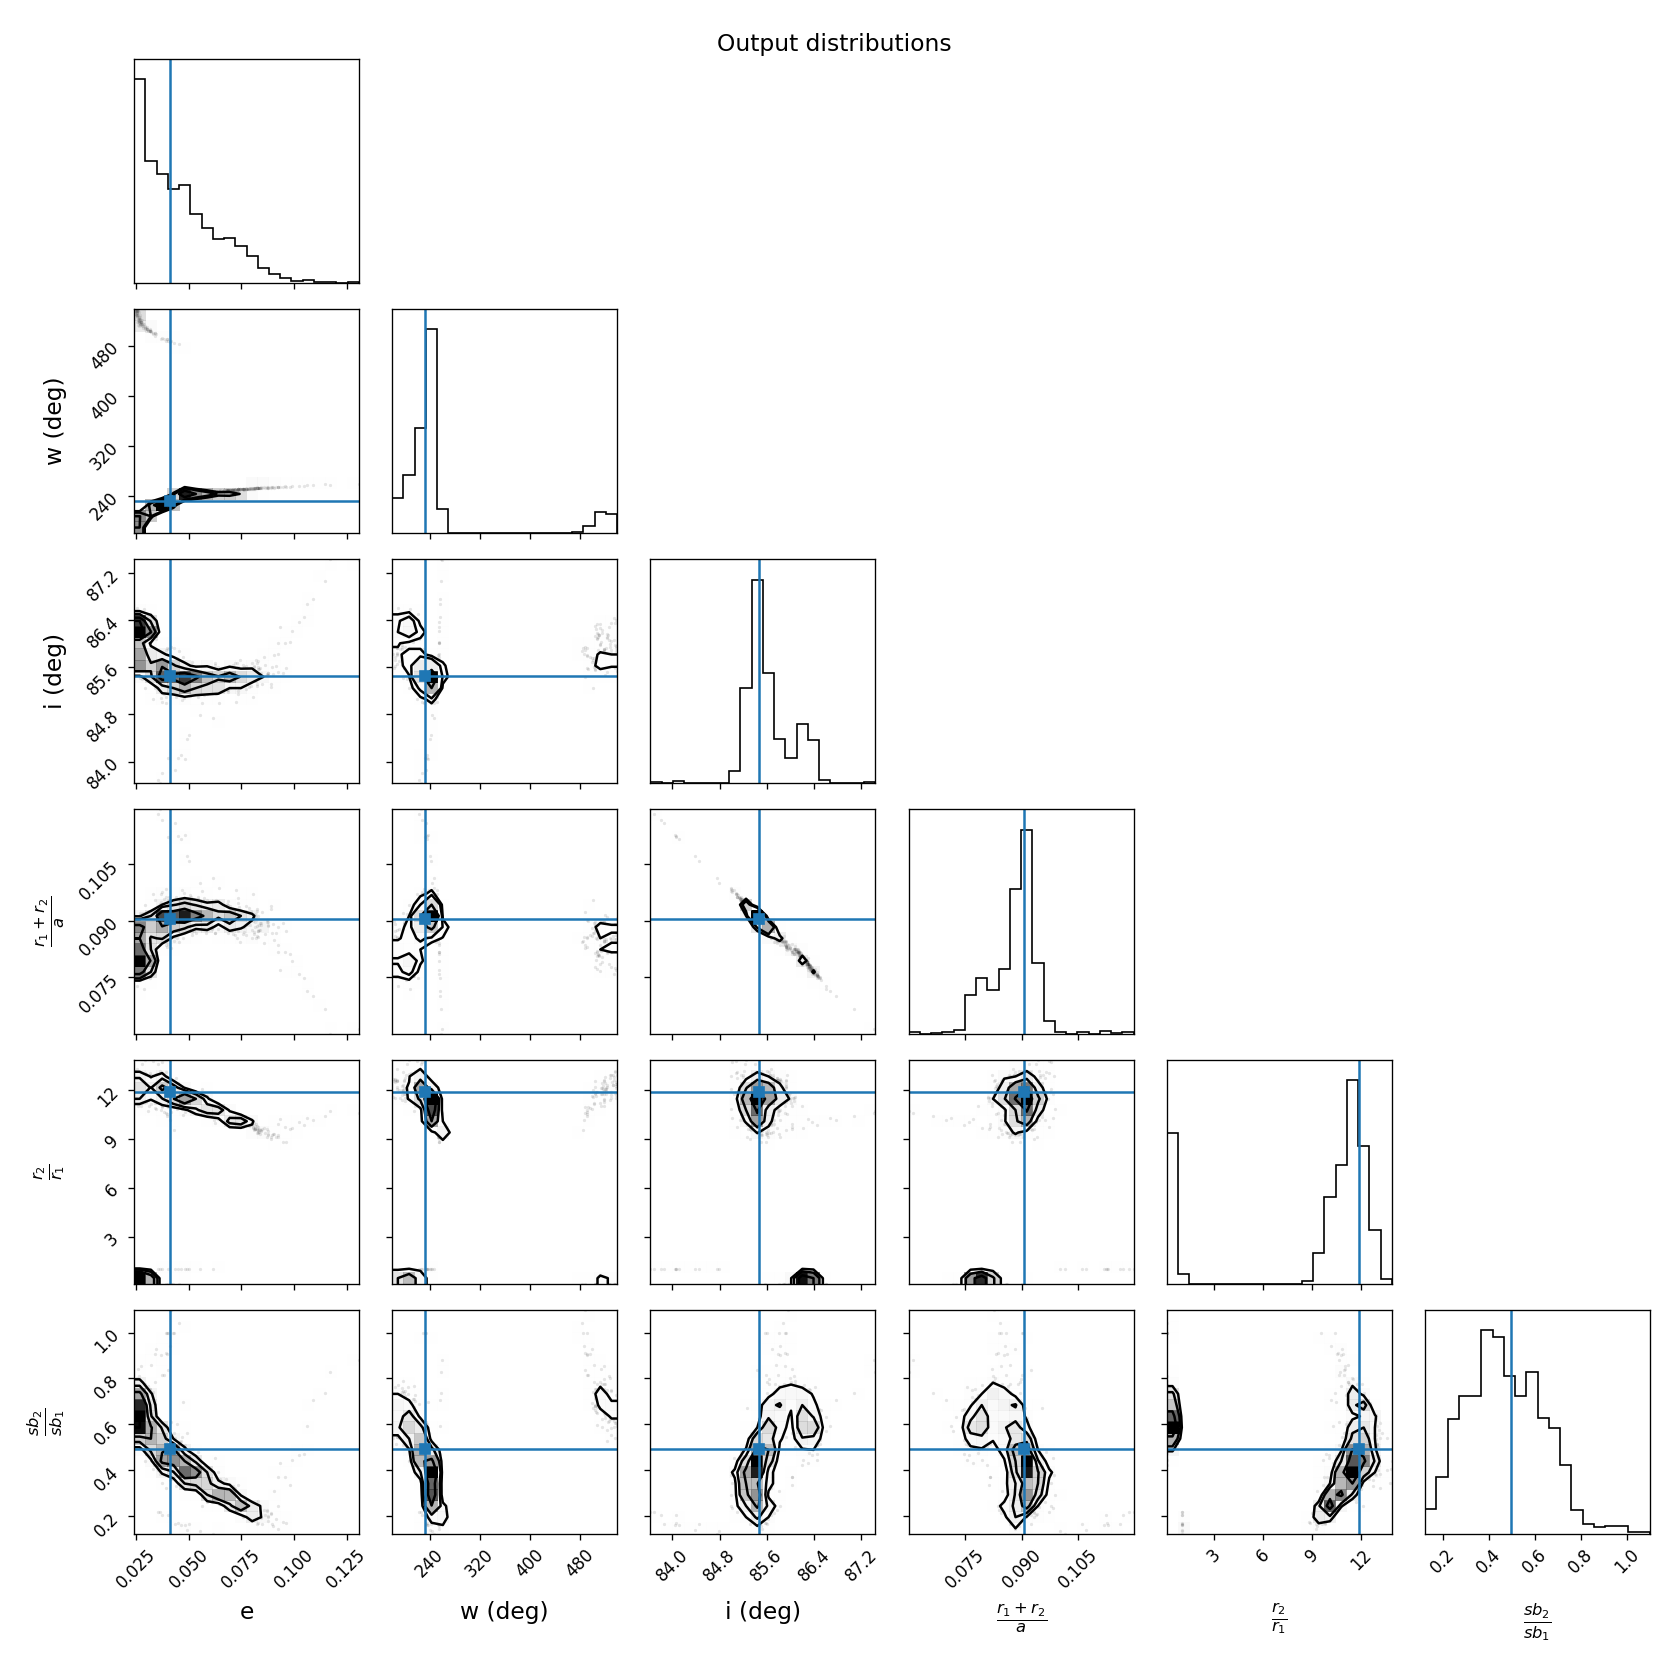 Output distributions
w (deg)
480
400
320
240
i (deg)
87.2
86.4
85.6
84.8
84.0
r₁ + r₂
a
0.105
0.090
0.075
r₂
r₁
12
9
6
3
sb₂
sb₁
1.0
0.8
0.6
0.4
0.2
0.025 0.050 0.075 0.100 0.125 240 320 400 480 84.0 84.8 85.6 86.4 87.2 0.075 0.090 0.105 3 6 9 12 0.2 0.4 0.6 0.8 1.0
e w (deg) i (deg) r₁ + r₂ r₂ sb₂
a r₁ sb₁